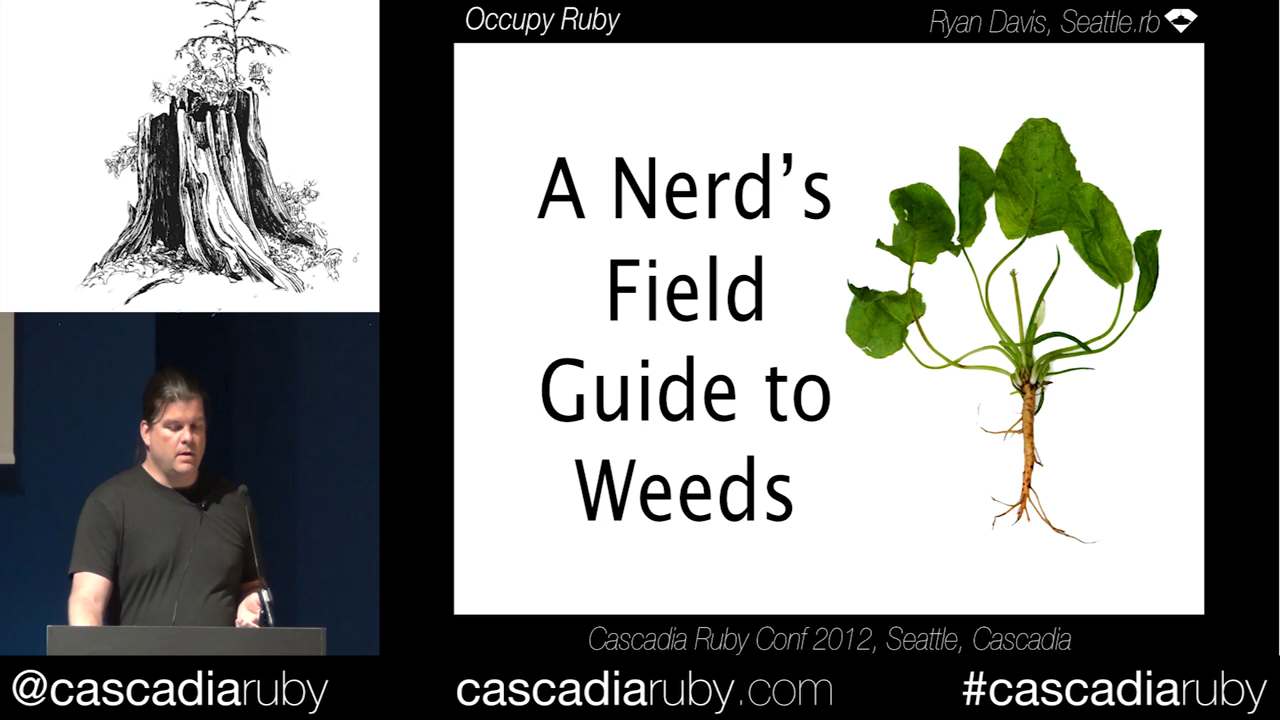 Occupy Ruby
Ryan Davis, Seattle.rb
A Nerd's
Field
Guide to
Weeds
Cascadia Ruby Conf 2012, Seattle, Cascadia
@cascadiaruby
cascadiaruby.com
#cascadiaruby